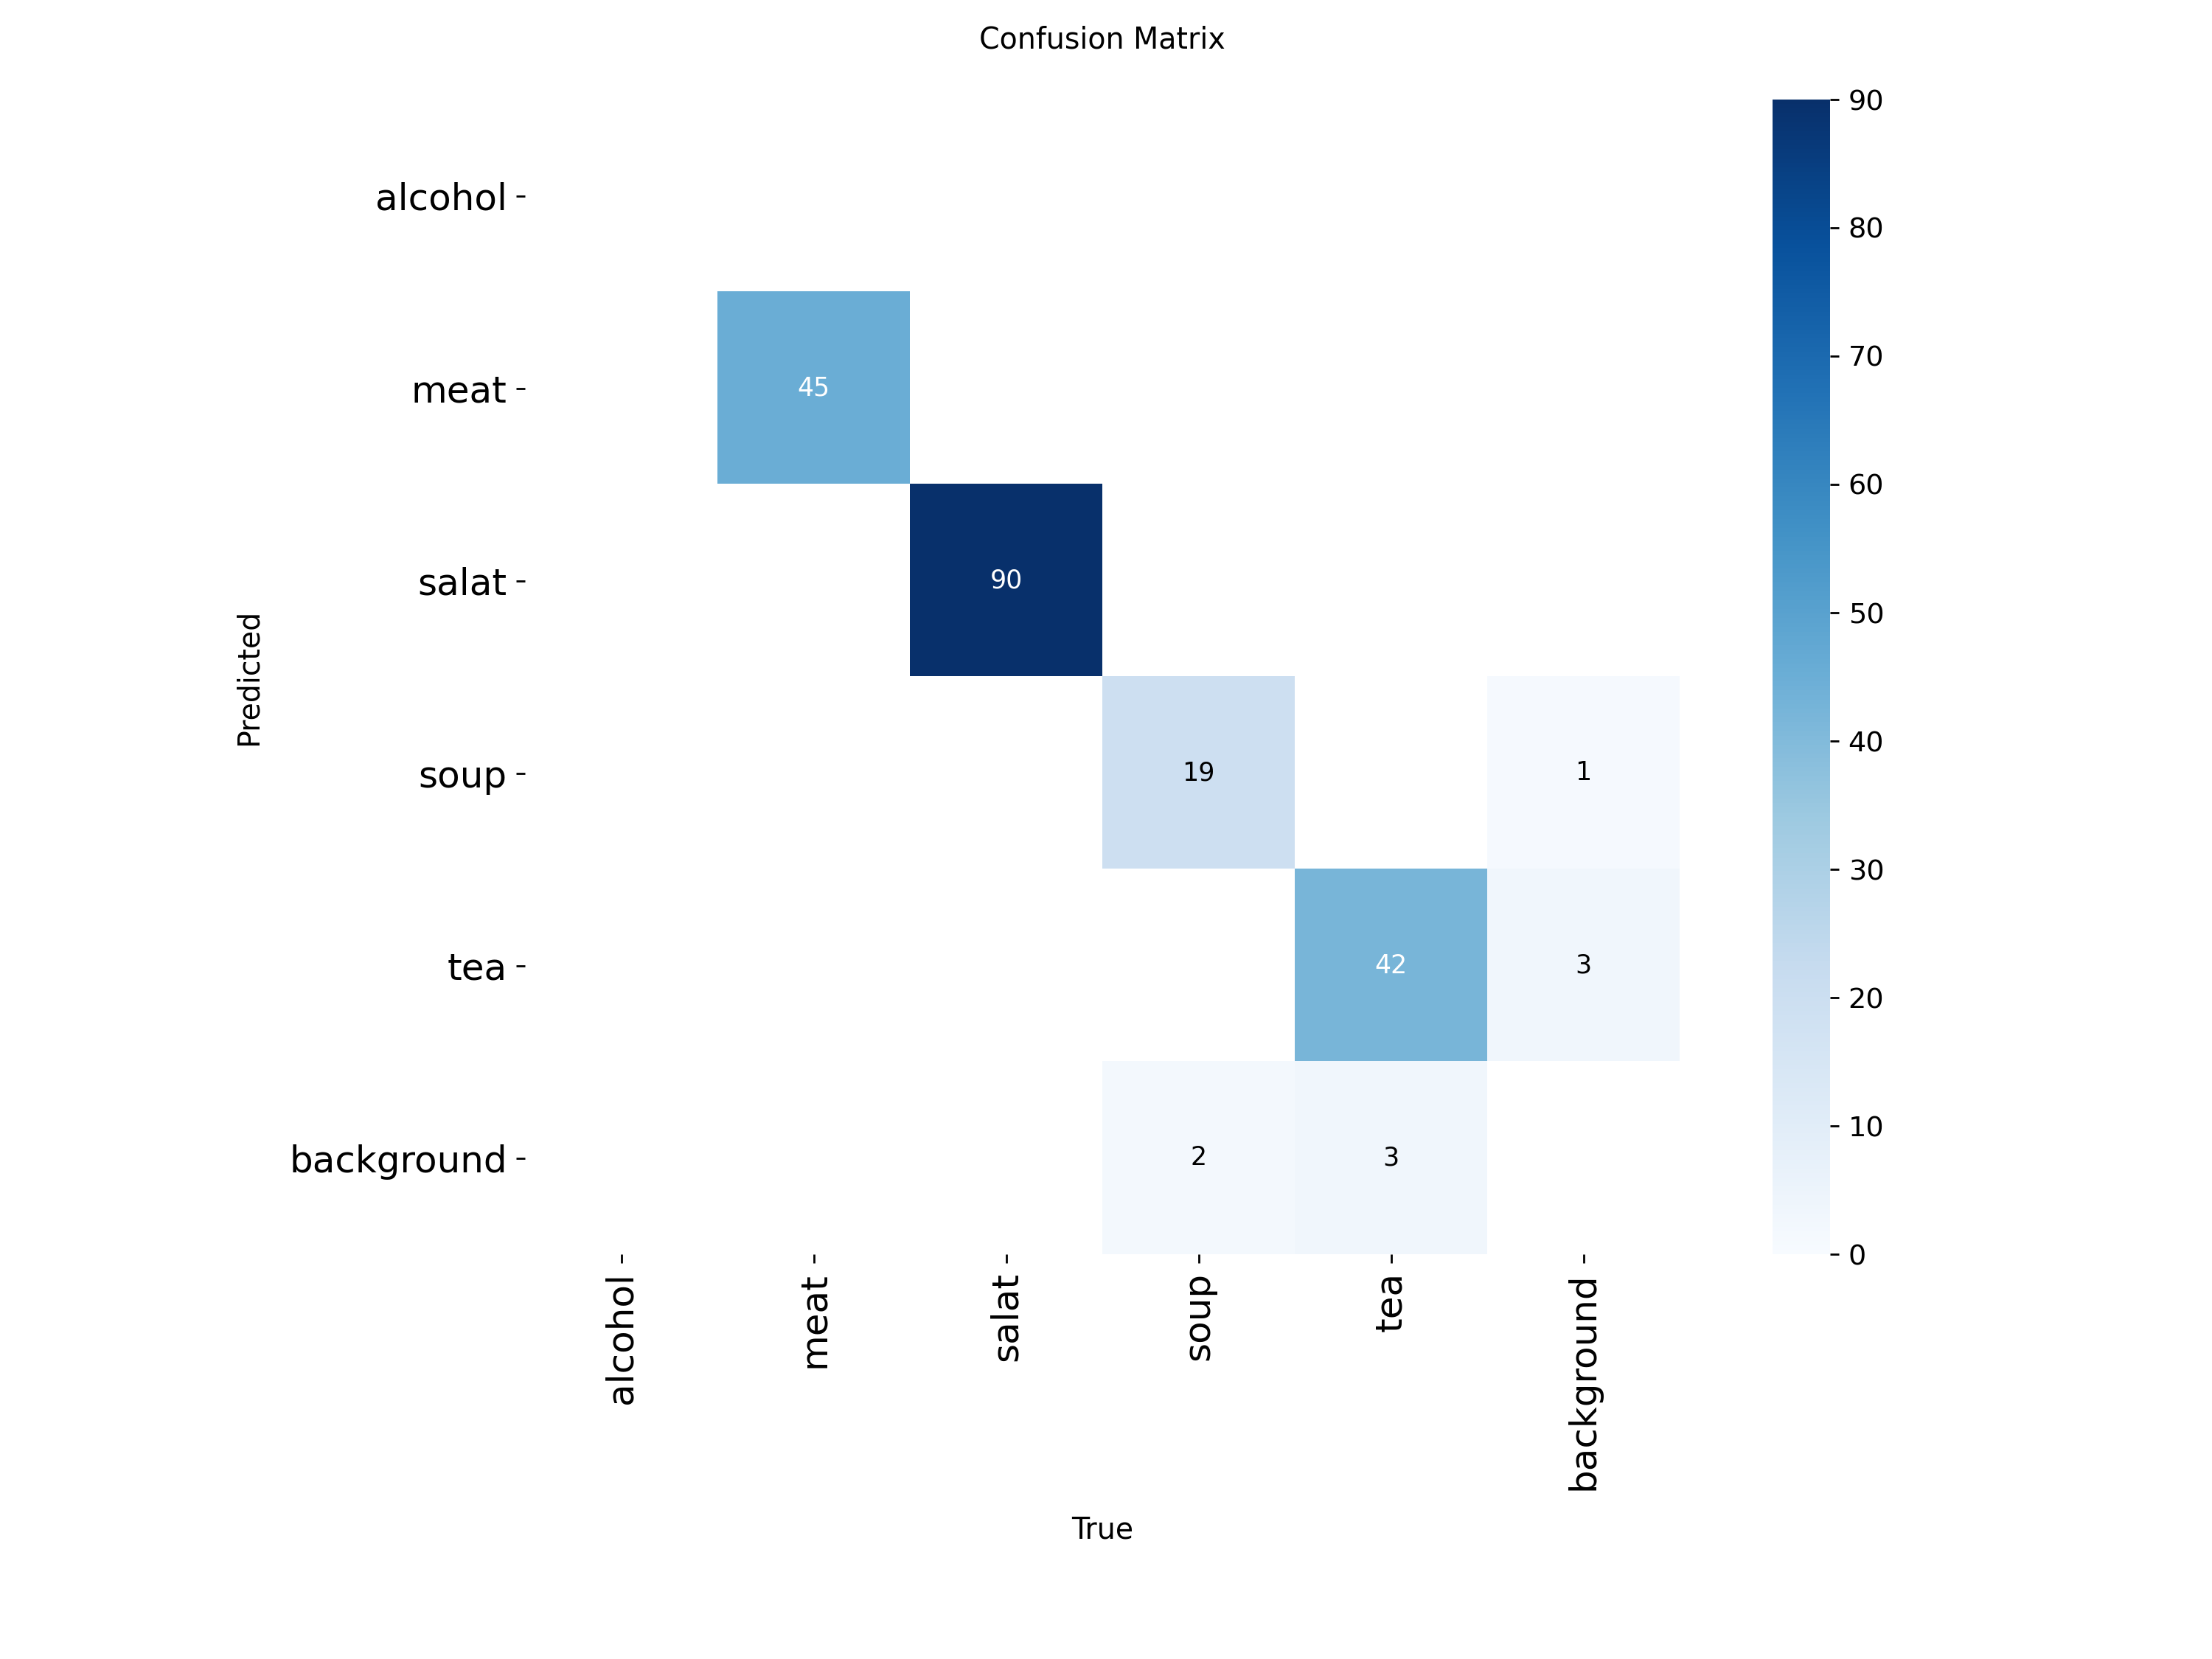 Confusion Matrix
Predicted
alcohol
meat
salat
soup
tea
background
45
90
19
1
42
3
2
3
alcohol
meat
salat
soup
tea
background
True
90
80
70
60
50
40
30
20
10
0